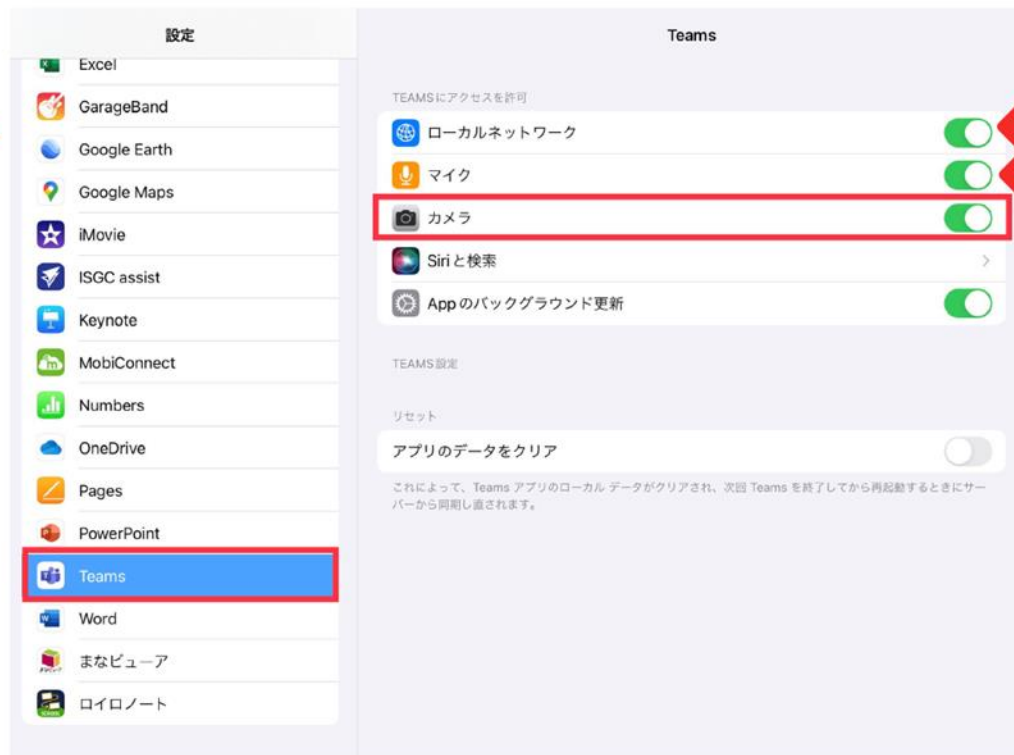 設定
Excel
GarageBand
Google Earth
Google Maps
iMovie
ISGC assist
Keynote
MobiConnect
Numbers
OneDrive
Pages
PowerPoint
Teams
Word
まなビューア
ロイロノート
Teams
TEAMSにアクセスを許可
ローカルネットワーク
マイク
カメラ
Siriと検索
Appのバックグラウンド更新
TEAMS設定
リセット
アプリのデータをクリア
これによって、Teams アプリのローカル データがクリアされ、次回 Teams を終了してから再起動するときにサー
バーから同期し直されます。